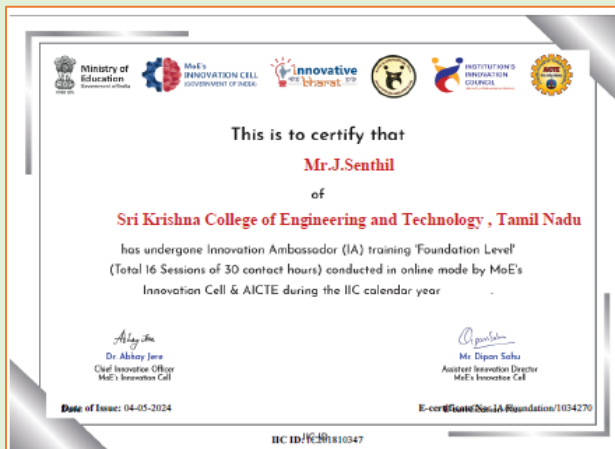 Ministry of
Education
Government of India
MoE's
INNOVATION CELL
(GOVERNMENT OF INDIA)
innovative
bharat
INSTITUTION'S
INNOVATION
COUNCIL
AICTE
This is to certify that
Mr.J.Senthil
of
Sri Krishna College of Engineering and Technology , Tamil Nadu
has undergone Innovation Ambassador (IA) training 'Foundation Level'
(Total 16 Sessions of 30 contact hours) conducted in online mode by MoE's
Innovation Cell & AICTE during the IIC calendar year .
Dr. Abhay Jere
Chief Innovation Officer
MoE's Innovation Cell
Mr. Dipan Sahu
Assistant Innovation Director
MoE's Innovation Cell
Date of Issue: 04-05-2024
E-certificate No: IA/Foundation/1034270
IIC ID: IC201810347